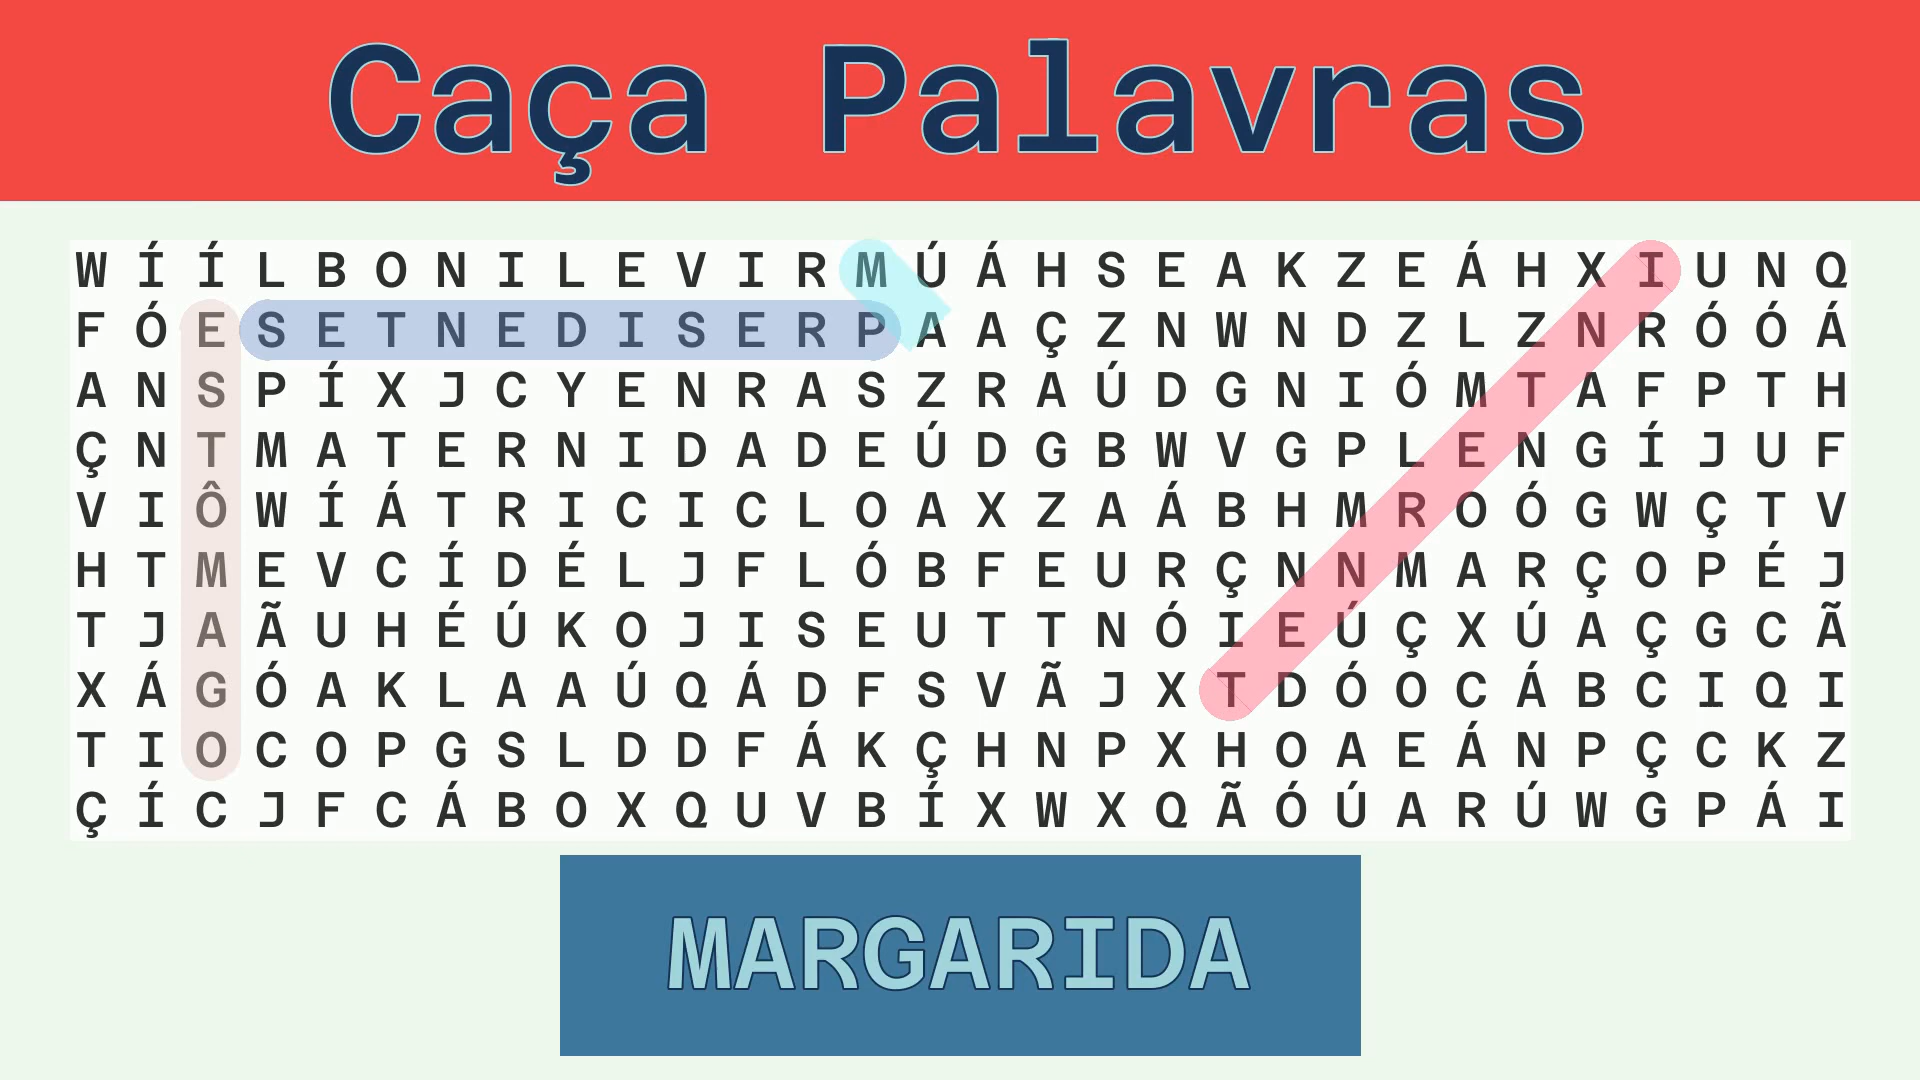 Caça Palavras
W Í Í L B O N I L E V I R M Ú Á H S E A K Z E Á H X I U N Q
F Ó E S E T N E D I S E R P A A Ç Z N W N D Z L Z N R Ó Ó Á
A N S P Í X J C Y E N R A S Z R A Ú D G N I Ó M T A F P T H
Ç N T M A T E R N I D A D E Ú D G B W V G P L E N G Í J U F
V I Ô W Í Á T R I C I C L O A X Z A Á B H M R O Ó G W Ç T V
H T M E V C Í D É L J F L Ó B F E U R Ç N N M A R Ç O P É J
T J A Ã U H É Ú K O J I S E U T T N Ó I E Ú Ç X Ú A Ç G C Ã
X Á G Ó A K L A A Ú Q Á D F S V Ã J X T D Ó O C Á B C I Q I
T I O C O P G S L D D F Á K Ç H N P X H O A E Á N P Ç C K Z
Ç Í C J F C Á B O X Q U V B Í X W X Q Ã Ó Ú A R Ú W G P Á I
MARGARIDA